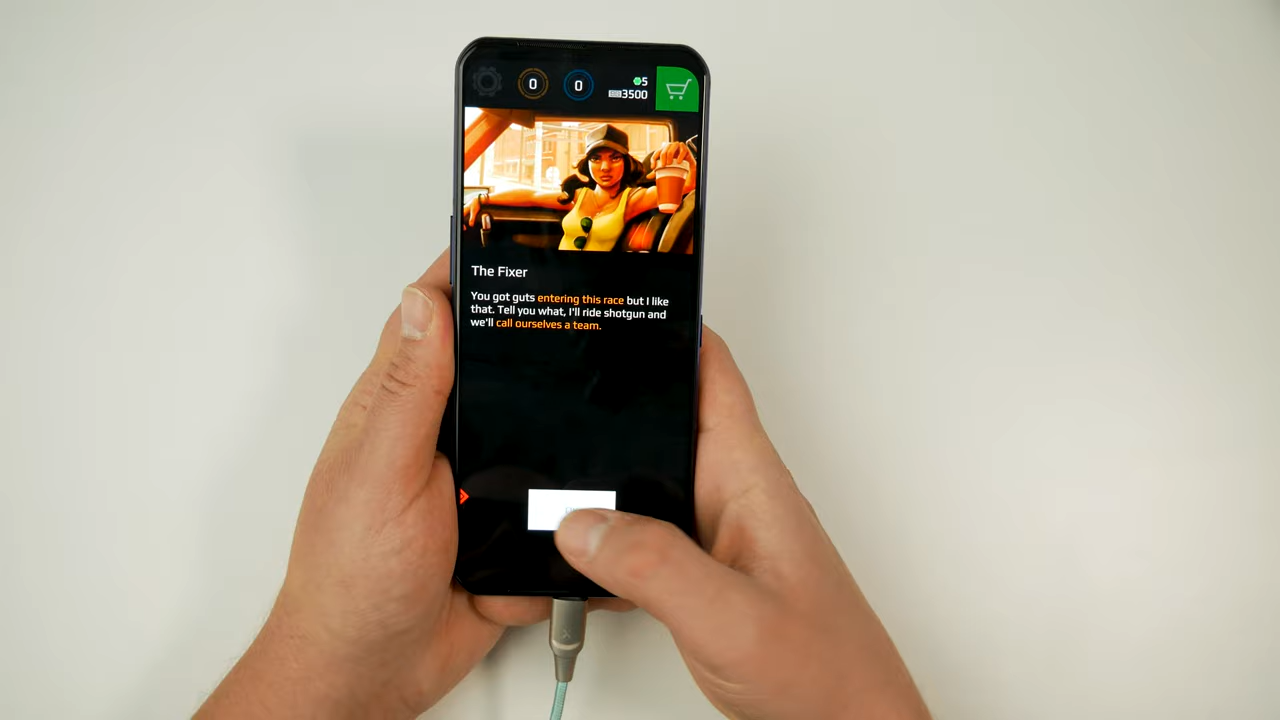 0
0
5
3500
The Fixer
You got guts entering this race but I like
that. Tell you what, I'll ride shotgun and
we'll call ourselves a team.